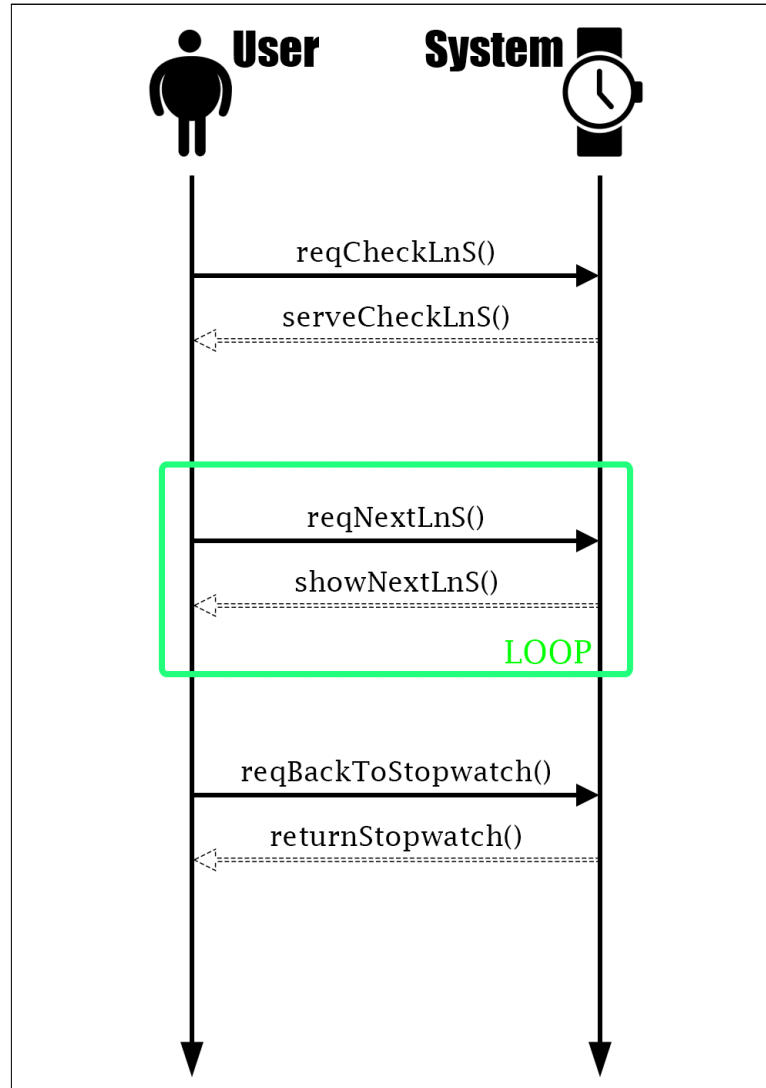 User
System
reqCheckLnS()
serveCheckLnS()
reqNextLnS()
showNextLnS()
LOOP
reqBackToStopwatch()
returnStopwatch()